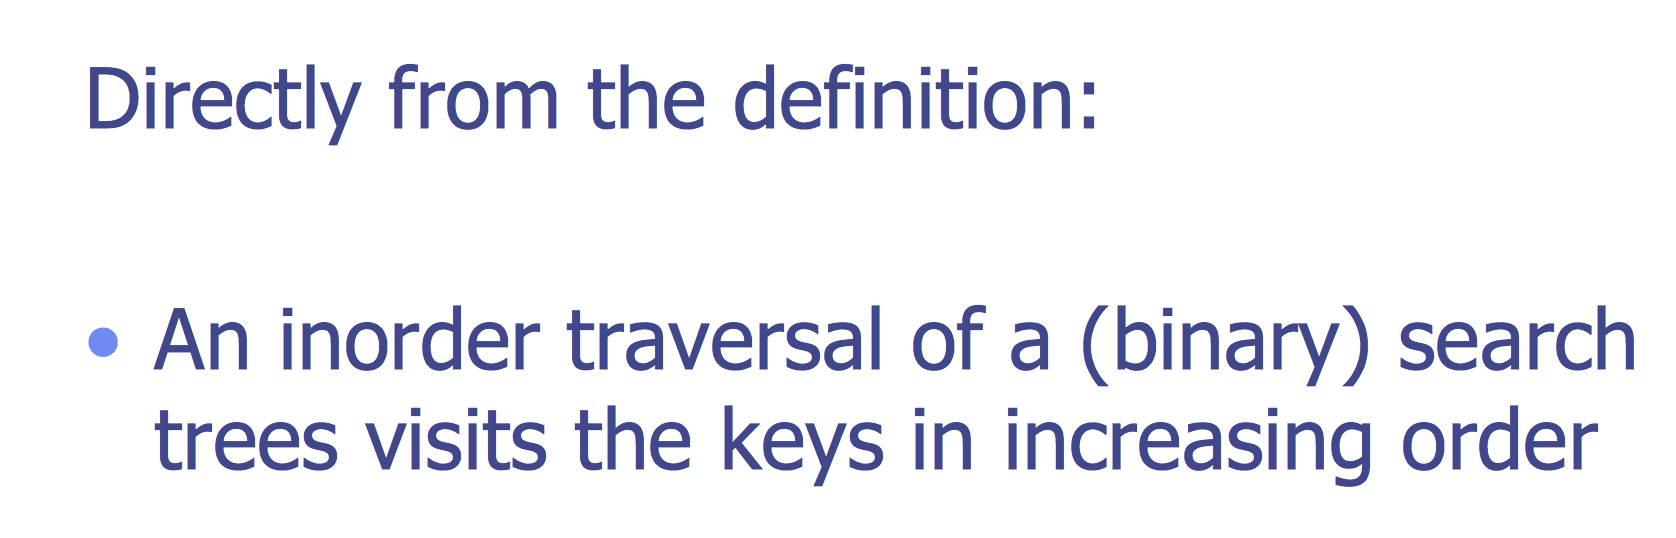 Directly from the definition:
• An inorder traversal of a (binary) search
trees visits the keys in increasing order